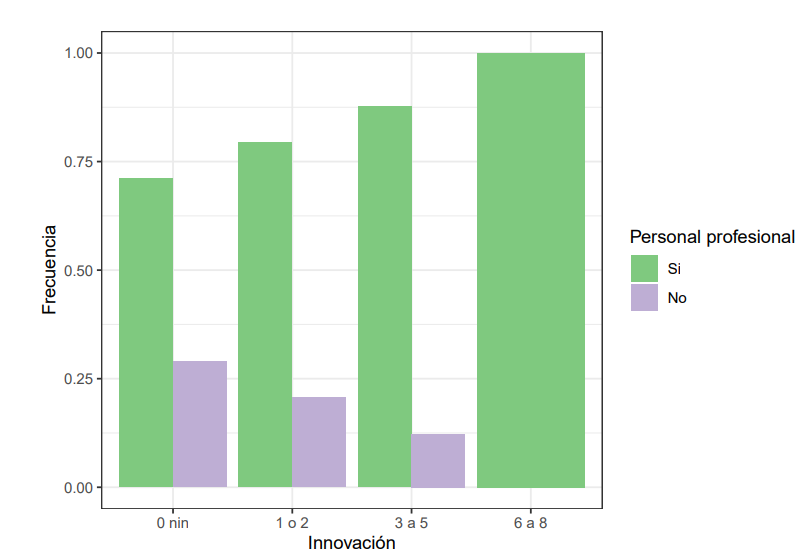 1.00
0.75
0.50
0.25
0.00
Frecuencia
0 nin
1 o 2
3 a 5
6 a 8
Innovación
Personal profesional
Si
No